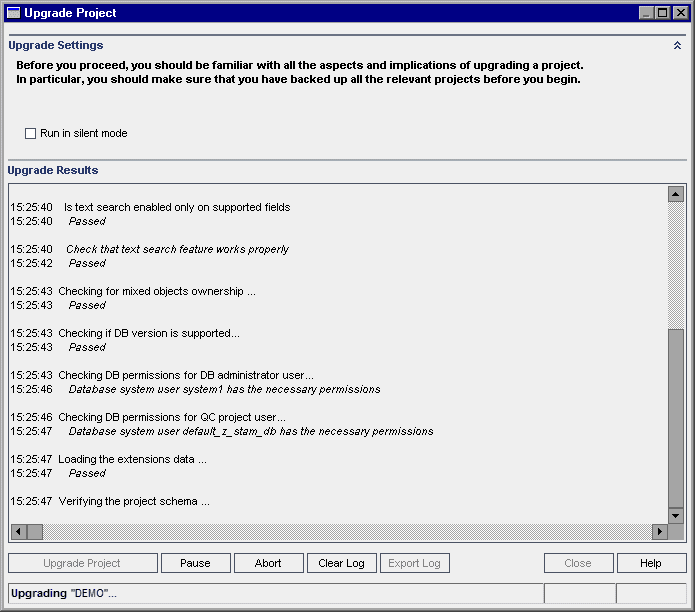 Upgrade Project
Upgrade Settings
Before you proceed, you should be familiar with all the aspects and implications of upgrading a project.
In particular, you should make sure that you have backed up all the relevant projects before you begin.
Run in silent mode
Upgrade Results
15:25:40 Is text search enabled only on supported fields
15:25:40 Passed
15:25:40 Check that text search feature works properly
15:25:42 Passed
15:25:43 Checking for mixed objects ownership ...
15:25:43 Passed
15:25:43 Checking if DB version is supported...
15:25:43 Passed
15:25:43 Checking DB permissions for DB administrator user...
15:25:46 Database system user system1 has the necessary permissions
15:25:46 Checking DB permissions for QC project user...
15:25:47 Database system user default_z_stam_db has the necessary permissions
15:25:47 Loading the extensions data ...
15:25:47 Passed
15:25:47 Verifying the project schema ...
Upgrade Project Pause Abort Clear Log Export Log Close Help
Upgrading "DEMO"...